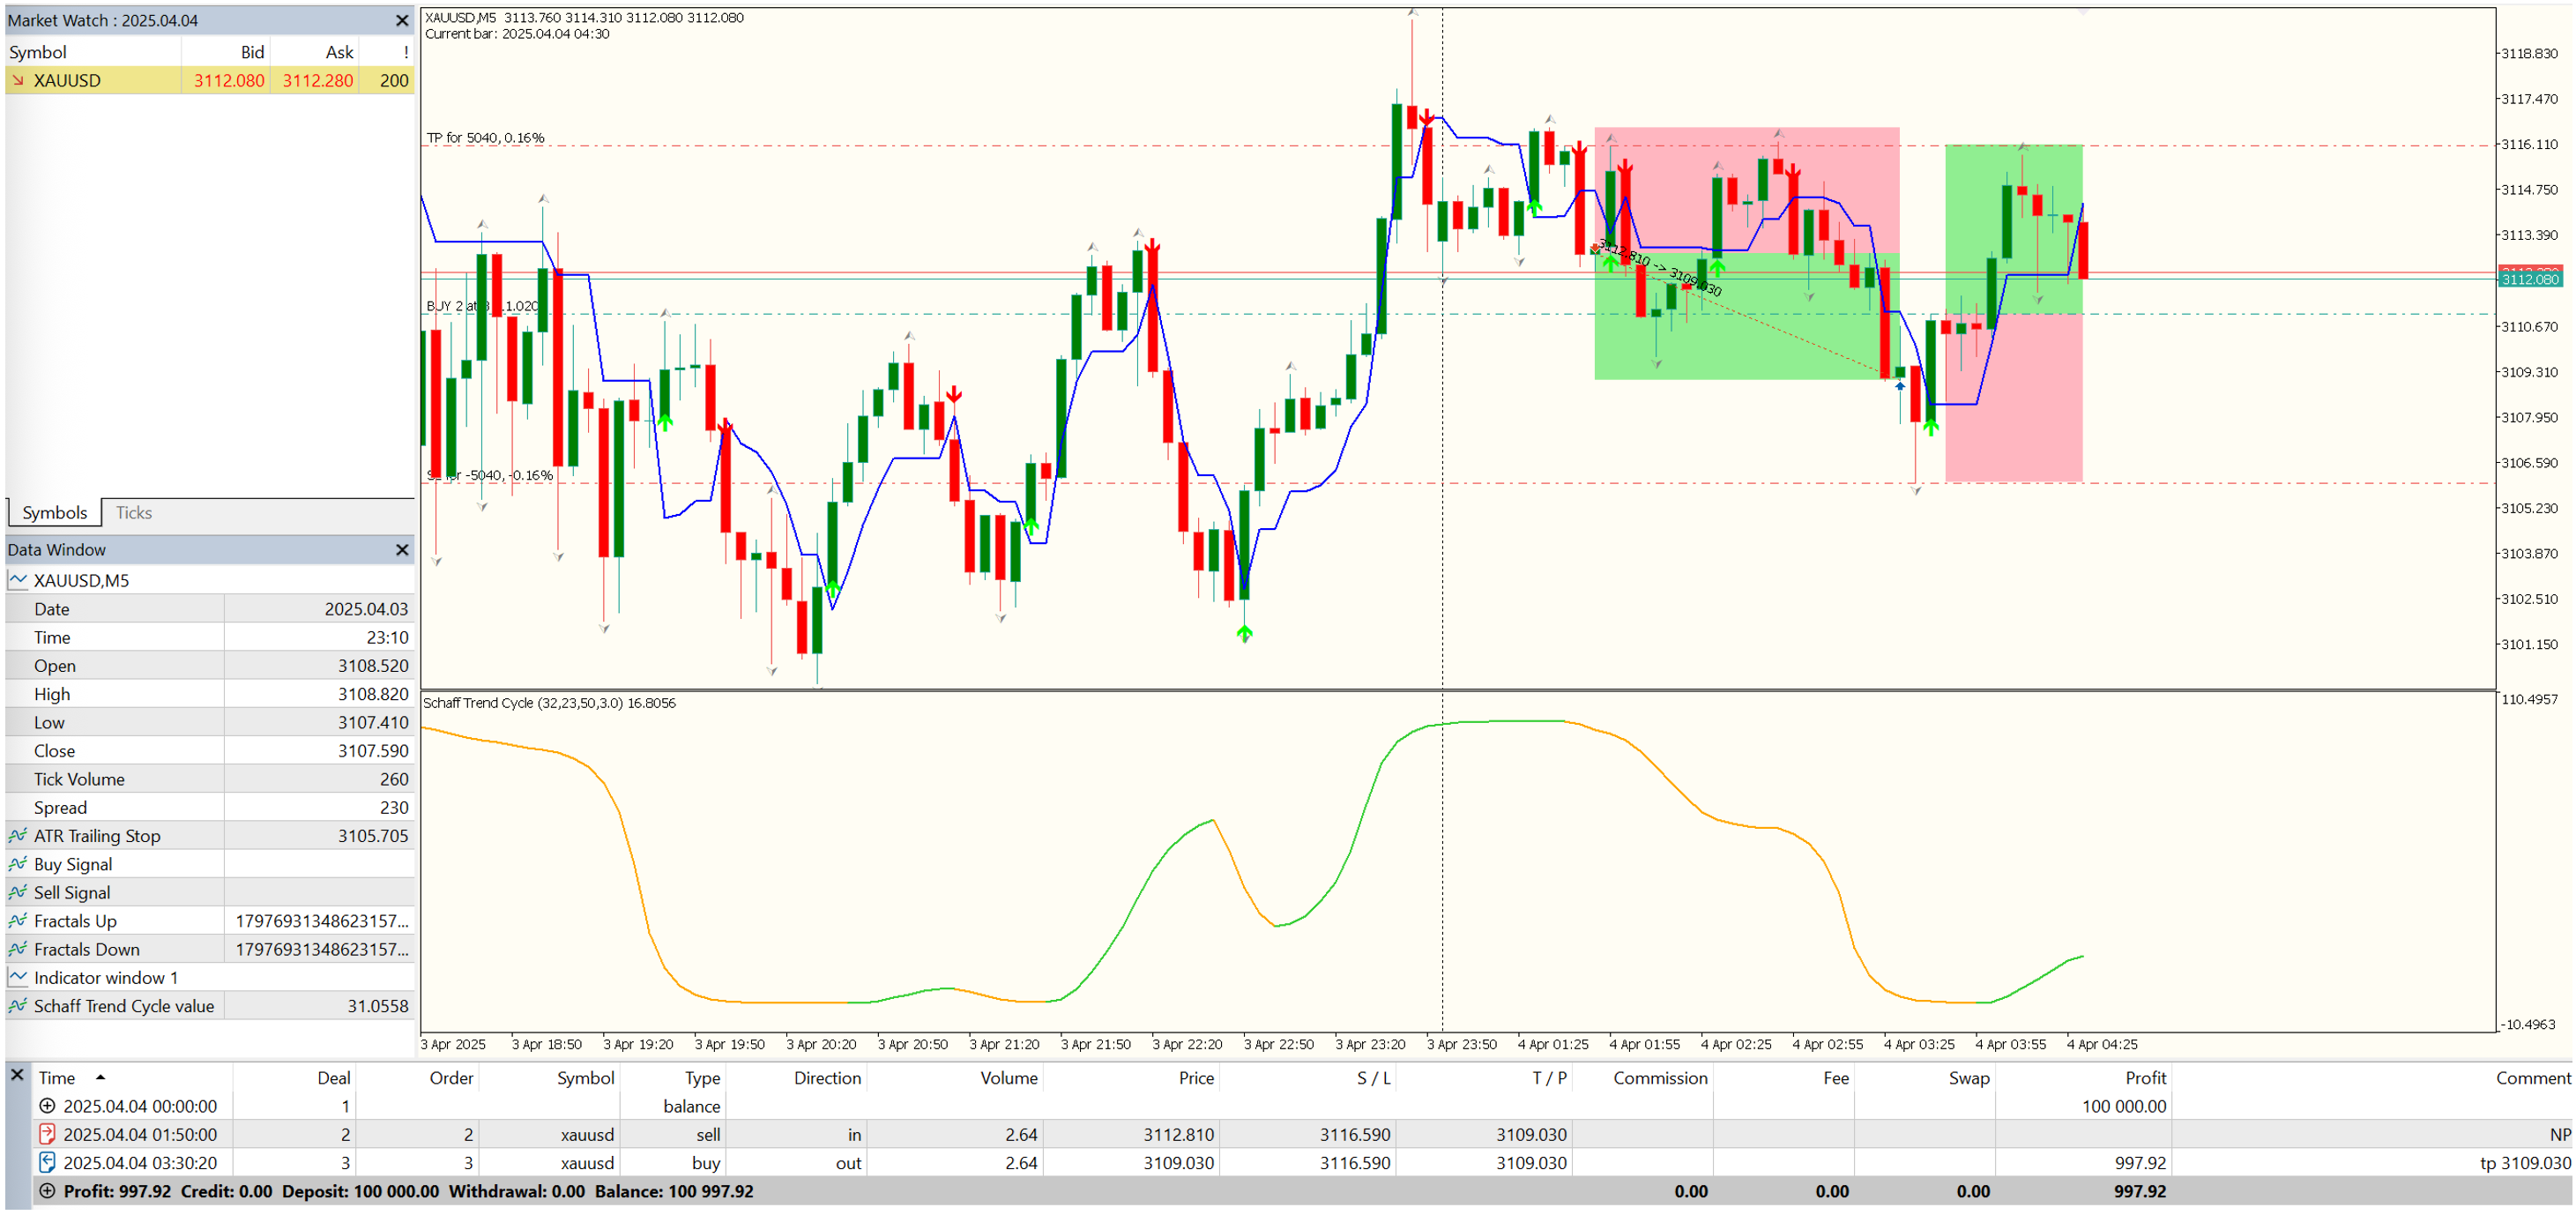 Market Watch : 2025.04.04
Symbol Bid Ask !
XAUUSD 3112.080 3112.280 200
Symbols Ticks
Data Window
XAUUSD,M5
Date 2025.04.03
Time 23:10
Open 3108.520
High 3108.820
Low 3107.410
Close 3107.590
Tick Volume 260
Spread 230
ATR Trailing Stop 3105.705
Buy Signal
Sell Signal
Fractals Up 17976931348623157...
Fractals Down 17976931348623157...
Indicator window 1
Schaff Trend Cycle value 31.0558
XAUUSD,M5 3113.760 3114.310 3112.080 3112.080
Current bar: 2025.04.04 04:30
TP for 5040, 0.16%
BUY 2 at
1.020
for -5040, -0.16%
3112.810 -> 3109.030
3118.830
3117.470
3116.110
3114.750
3113.390
3112.080
3110.670
3109.310
3107.950
3106.590
3105.230
3103.870
3102.510
3101.150
Schaff Trend Cycle (32,23,50,3.0) 16.8056
110.4957
-10.4963
3 Apr 2025 3 Apr 18:50 3 Apr 19:20 3 Apr 19:50 3 Apr 20:20 3 Apr 20:50 3 Apr 21:20 3 Apr 21:50 3 Apr 22:20 3 Apr 22:50 3 Apr 23:20 3 Apr 23:50 4 Apr 01:25 4 Apr 01:55 4 Apr 02:25 4 Apr 02:55 4 Apr 03:25 4 Apr 03:55 4 Apr 04:25
Time Deal Order Symbol Type Direction Volume Price S / L T / P Commission Fee Swap Profit Comment
2025.04.04 00:00:00 1 balance 100 000.00
2025.04.04 01:50:00 2 2 xauusd sell in 2.64 3112.810 3116.590 3109.030 NP
2025.04.04 03:30:20 3 3 xauusd buy out 2.64 3109.030 3116.590 3109.030 997.92 tp 3109.030
Profit: 997.92 Credit: 0.00 Deposit: 100 000.00 Withdrawal: 0.00 Balance: 100 997.92 0.00 0.00 0.00 997.92